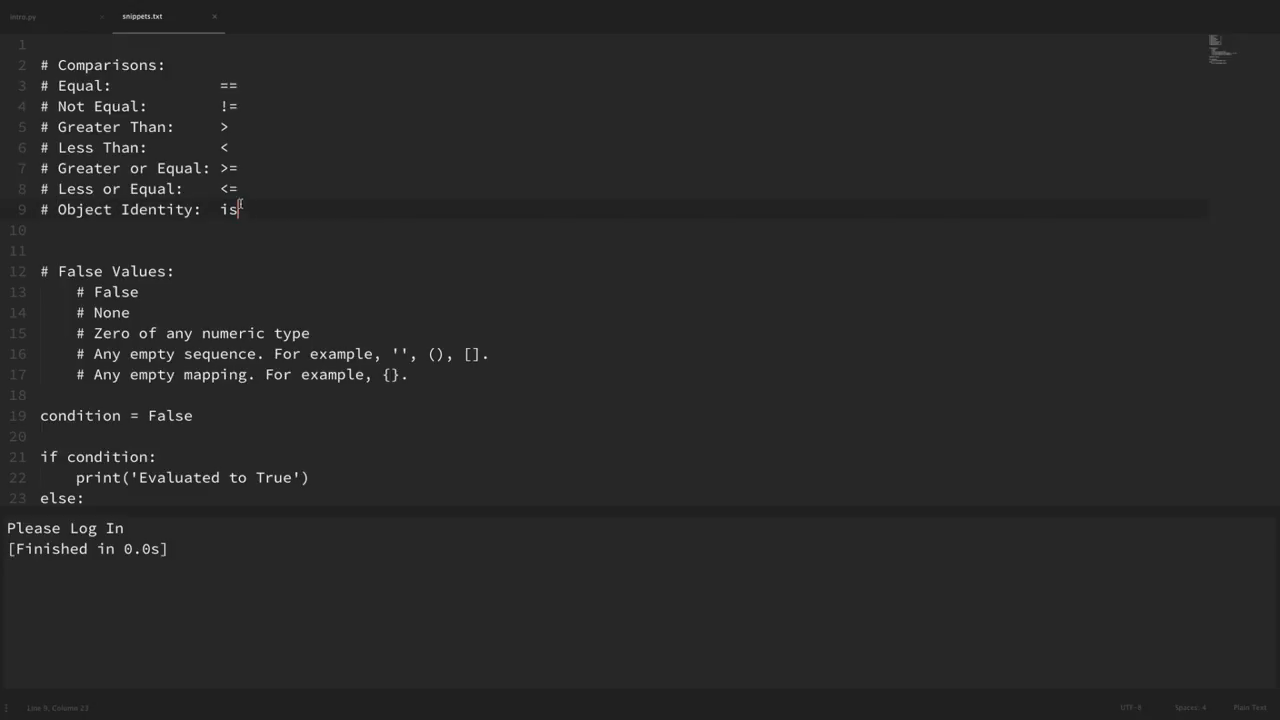 intro.py × snippets.txt ×
1
2 # Comparisons:
3 # Equal: ==
4 # Not Equal: !=
5 # Greater Than: >
6 # Less Than: <
7 # Greater or Equal: >=
8 # Less or Equal: <=
9 # Object Identity: is
10
11
12 # False Values:
13 # False
14 # None
15 # Zero of any numeric type
16 # Any empty sequence. For example, '', (), [].
17 # Any empty mapping. For example, {}.
18
19 condition = False
20
21 if condition:
22 print('Evaluated to True')
23 else:
Please Log In
[Finished in 0.0s]
Line 9, Column 23 UTF-8 Spaces: 4 Plain Text